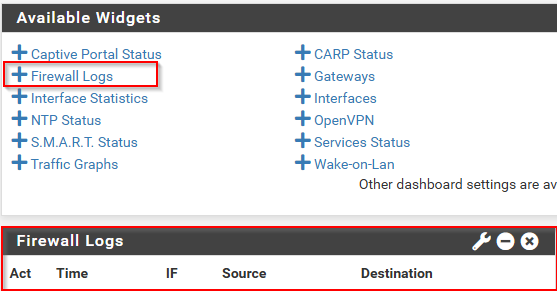 Available Widgets
Captive Portal Status
CARP Status
Firewall Logs
Gateways
Interface Statistics
Interfaces
NTP Status
OpenVPN
S.M.A.R.T. Status
Services Status
Traffic Graphs
Wake-on-Lan
Other dashboard settings are av
Firewall Logs
Act Time IF Source Destination